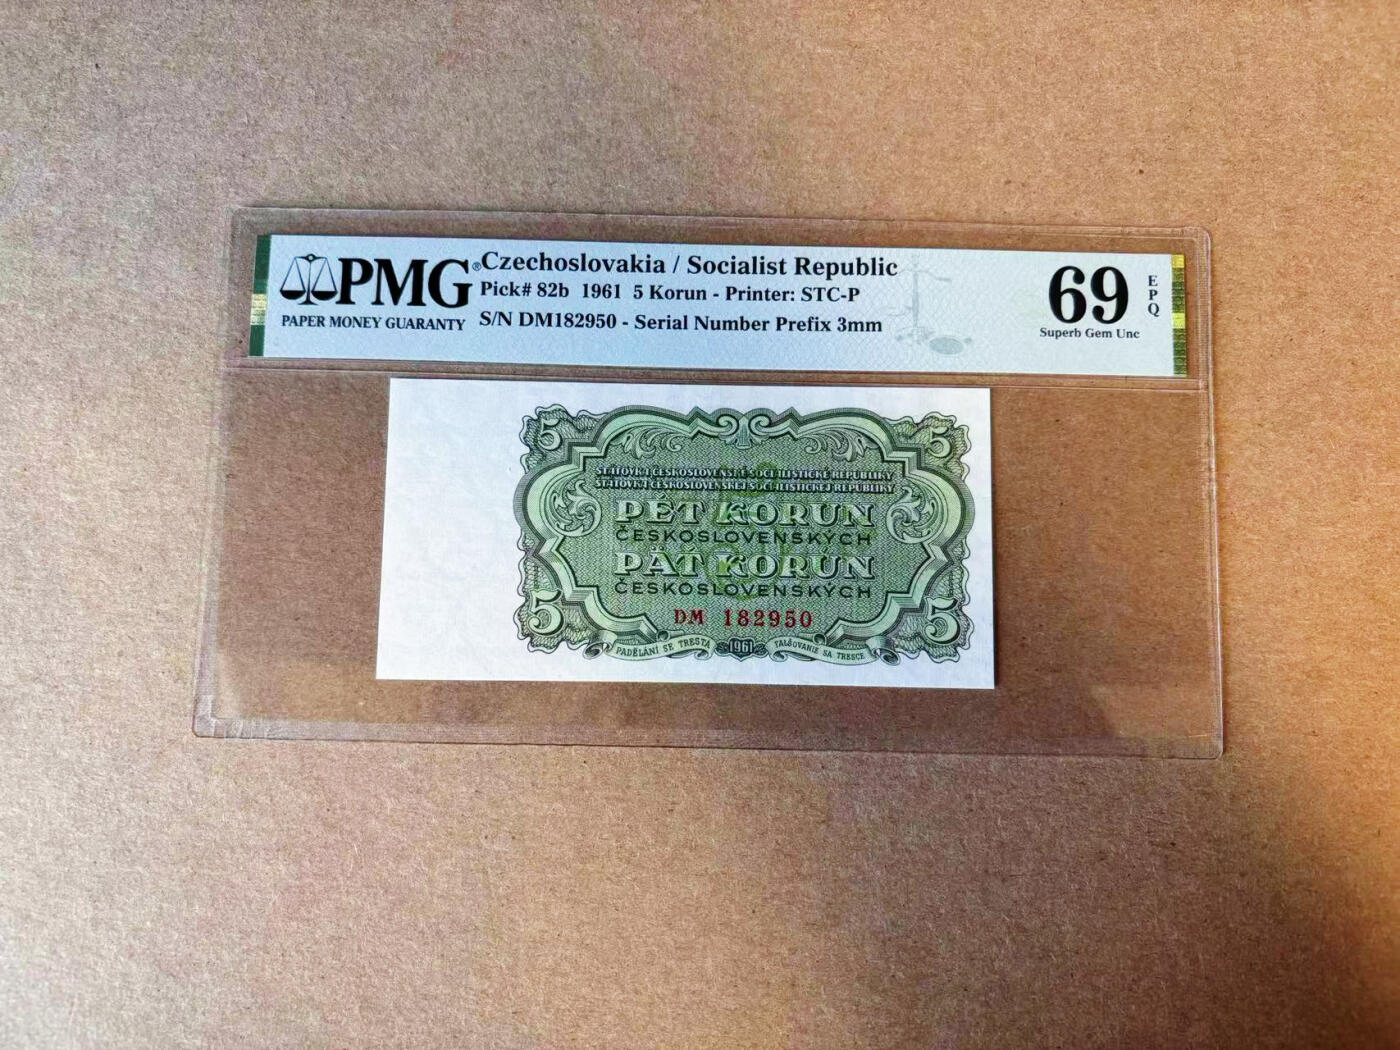 PMG®
PAPER MONEY GUARANTY
Czechoslovakia / Socialist Republic
Pick# 82b 1961 5 Korun - Printer: STC-P
S/N DM182950 - Serial Number Prefix 3mm
69
EPQ
Superb Gem Unc
5 5
STÁTOVKA ČESKOSLOVENSKÉ SOCIALISTICKÉ REPUBLIKY
STÁTOVKA ČESKOSLOVENSKEJ SOCIALISTICKEJ REPUBLIKY
PĚT KORUN
ČESKOSLOVENSKÝCH
PÄŤ KORÚN
ČESKOSLOVENSKÝCH
5 DM 182950 5
PADĚLÁNÍ SE TRESTÁ 1961 FALŠOVANIE SA TRESCE